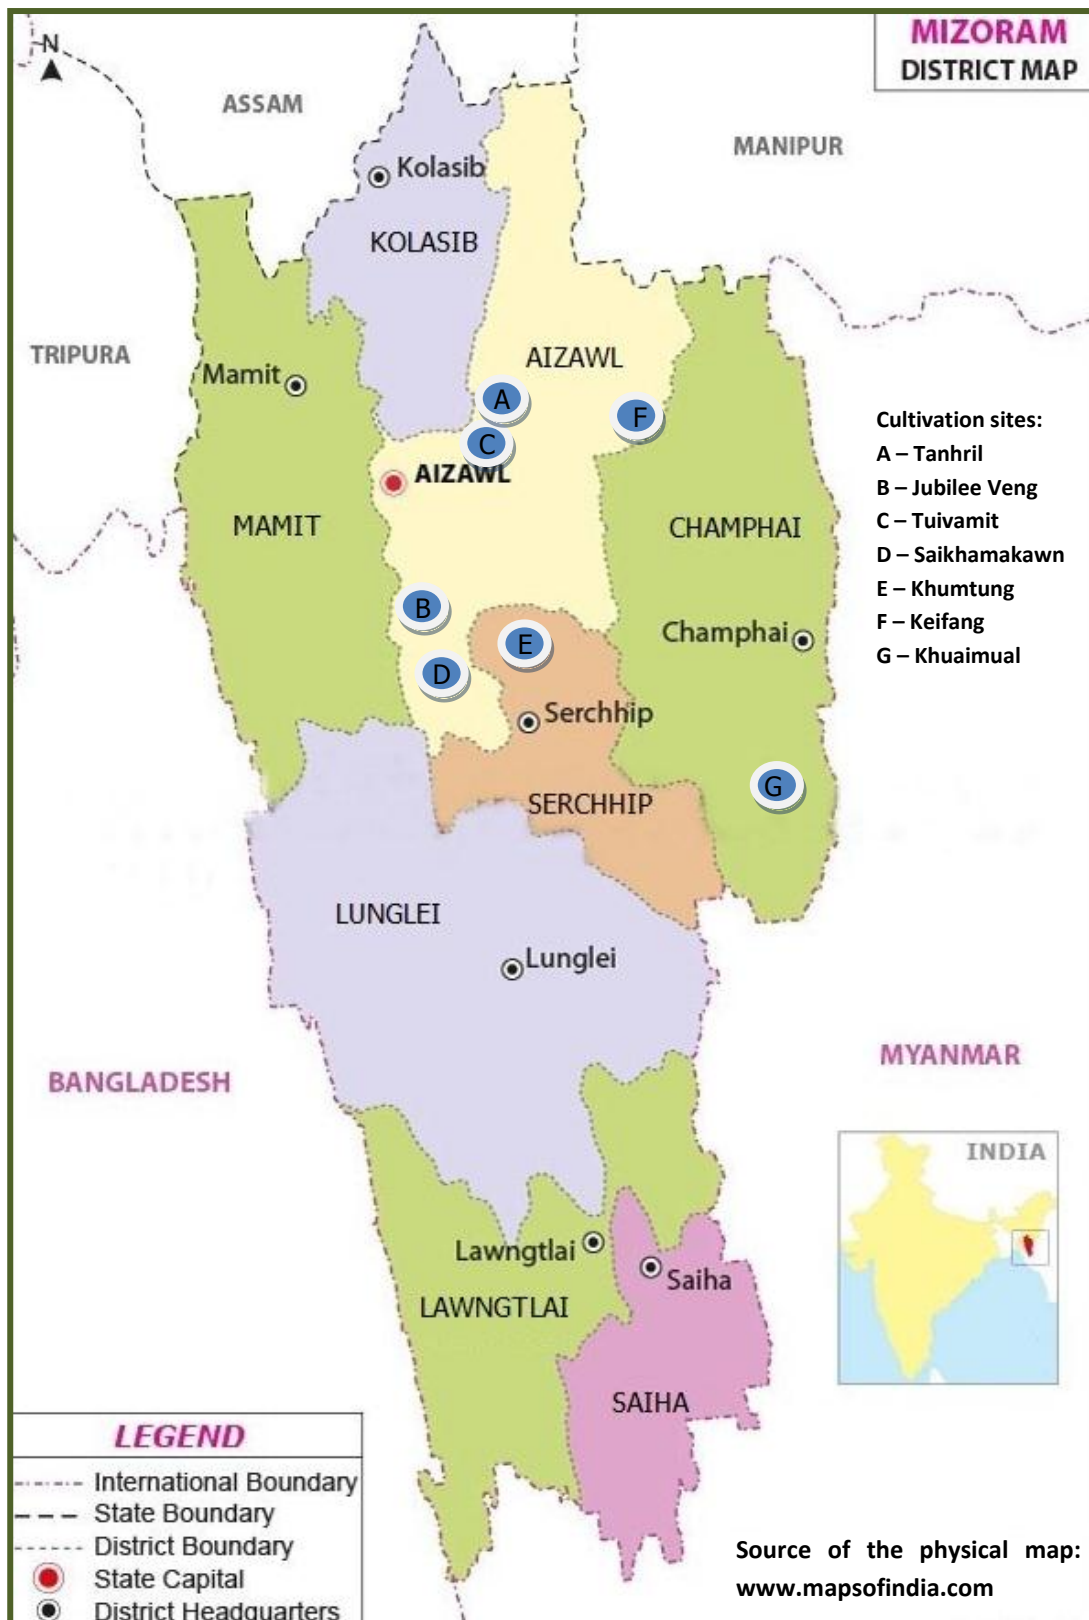 MIZORAM
DISTRICT MAP
N
ASSAM
MANIPUR
Kolasib
KOLASIB
TRIPURA
AIZAWL
Mamit
A
F
C
AIZAWL
MAMIT
CHAMPHAI
Cultivation sites:
A – Tanhril
B – Jubilee Veng
C – Tuivamit
D – Saikhamakawn
E – Khumtung
F – Keifang
G – Khuaimual
B
E
Champhai
D
Serchhip
G
SERCHHIP
LUNGLEI
Lunglei
BANGLADESH
MYANMAR
INDIA
Lawngtlai
Saiha
LAWNGTLAI
SAIHA
LEGEND
International Boundary
State Boundary
District Boundary
State Capital
District Headquarters
Source of the physical map:
www.mapsofindia.com